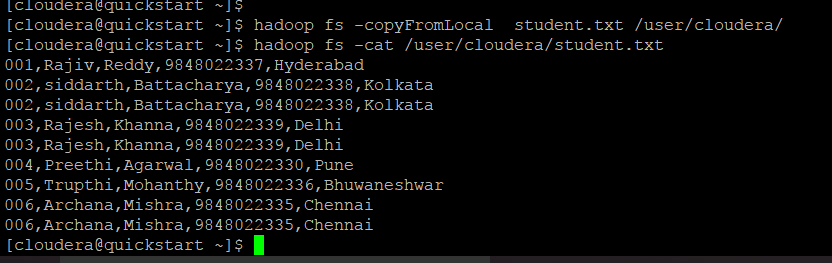 [cloudera@quickstart ~]$
[cloudera@quickstart ~]$ hadoop fs -copyFromLocal  student.txt /user/cloudera/
[cloudera@quickstart ~]$ hadoop fs -cat /user/cloudera/student.txt
001,Rajiv,Reddy,9848022337,Hyderabad
002,siddarth,Battacharya,9848022338,Kolkata
002,siddarth,Battacharya,9848022338,Kolkata
003,Rajesh,Khanna,9848022339,Delhi
003,Rajesh,Khanna,9848022339,Delhi
004,Preethi,Agarwal,9848022330,Pune
005,Trupthi,Mohanthy,9848022336,Bhuwaneshwar
006,Archana,Mishra,9848022335,Chennai
006,Archana,Mishra,9848022335,Chennai
[cloudera@quickstart ~]$